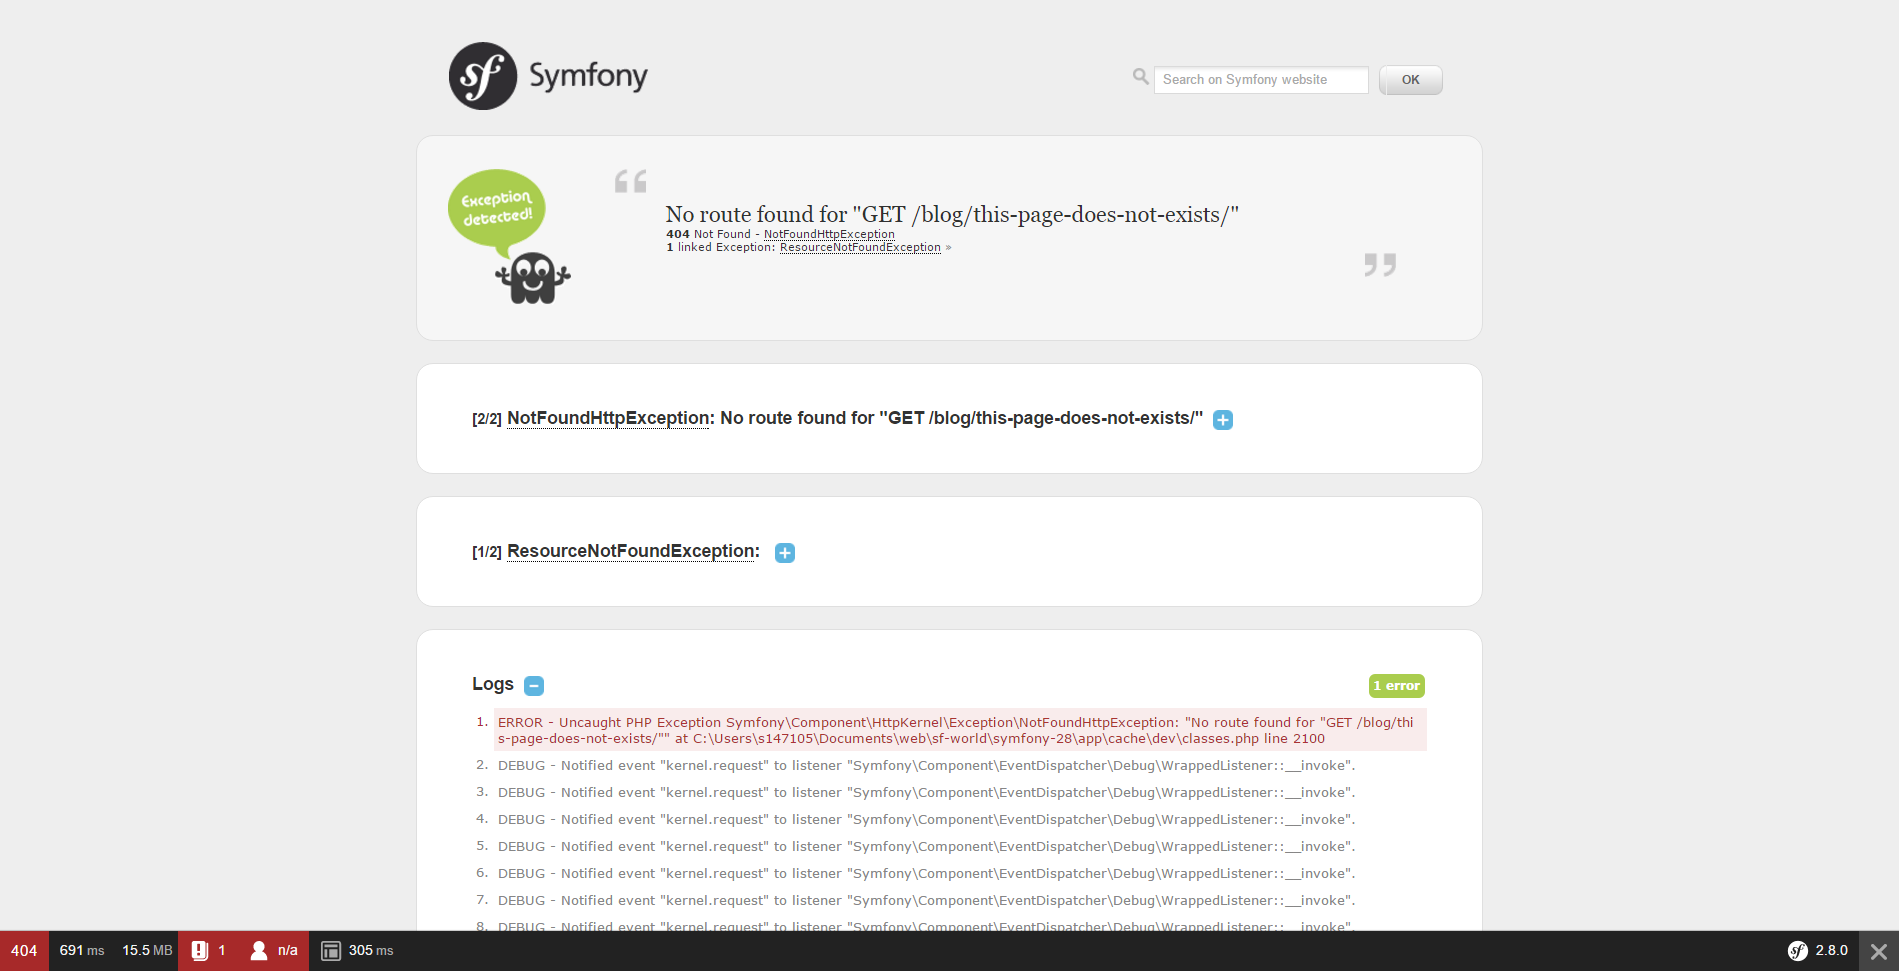 sf Symfony
Search on Symfony website
OK
Exception
detected!
“
No route found for "GET /blog/this-page-does-not-exists/"
404 Not Found - NotFoundHttpException
1 linked Exception: ResourceNotFoundException »
”
[2/2] NotFoundHttpException: No route found for "GET /blog/this-page-does-not-exists/"
[1/2] ResourceNotFoundException:
Logs
1 error
1. ERROR - Uncaught PHP Exception Symfony\Component\HttpKernel\Exception\NotFoundHttpException: "No route found for "GET /blog/thi
s-page-does-not-exists/"" at C:\Users\s147105\Documents\web\sf-world\symfony-28\app\cache\dev\classes.php line 2100
2. DEBUG - Notified event "kernel.request" to listener "Symfony\Component\EventDispatcher\Debug\WrappedListener::__invoke".
3. DEBUG - Notified event "kernel.request" to listener "Symfony\Component\EventDispatcher\Debug\WrappedListener::__invoke".
4. DEBUG - Notified event "kernel.request" to listener "Symfony\Component\EventDispatcher\Debug\WrappedListener::__invoke".
5. DEBUG - Notified event "kernel.request" to listener "Symfony\Component\EventDispatcher\Debug\WrappedListener::__invoke".
6. DEBUG - Notified event "kernel.request" to listener "Symfony\Component\EventDispatcher\Debug\WrappedListener::__invoke".
7. DEBUG - Notified event "kernel.request" to listener "Symfony\Component\EventDispatcher\Debug\WrappedListener::__invoke".
8. DEBUG - Notified event "kernel.request" to listener "Symfony\Component\EventDispatcher\Debug\WrappedListener::__invoke".
404 691 ms 15.5 MB 1 n/a 305 ms sf 2.8.0